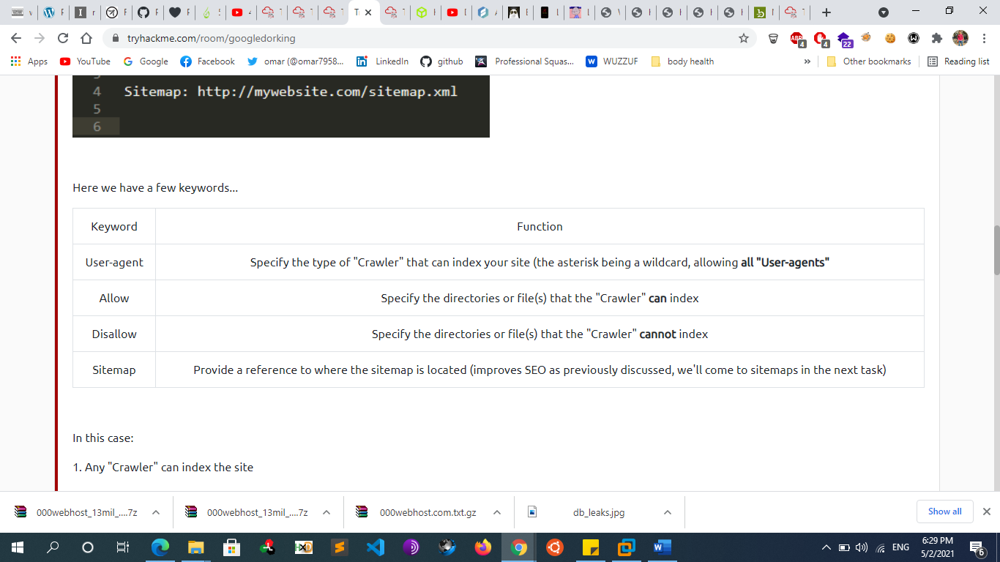 tryhackme.com/room/googledorking
4
4
22
Apps
YouTube
Google
Facebook
omar (@omar7958...
LinkedIn
github
Professional Squas...
WUZZUF
body health
»
Other bookmarks
Reading list
4 Sitemap: http://mywebsite.com/sitemap.xml
5
6
Here we have a few keywords...
Keyword Function
User-agent Specify the type of "Crawler" that can index your site (the asterisk being a wildcard, allowing all "User-agents"
Allow Specify the directories or file(s) that the "Crawler" can index
Disallow Specify the directories or file(s) that the "Crawler" cannot index
Sitemap Provide a reference to where the sitemap is located (improves SEO as previously discussed, we'll come to sitemaps in the next task)
In this case:
1. Any "Crawler" can index the site
000webhost_13mil_....7z
000webhost_13mil_....7z
000webhost.com.txt.gz
db_leaks.jpg
Show all
ENG
6:29 PM
5/2/2021
6